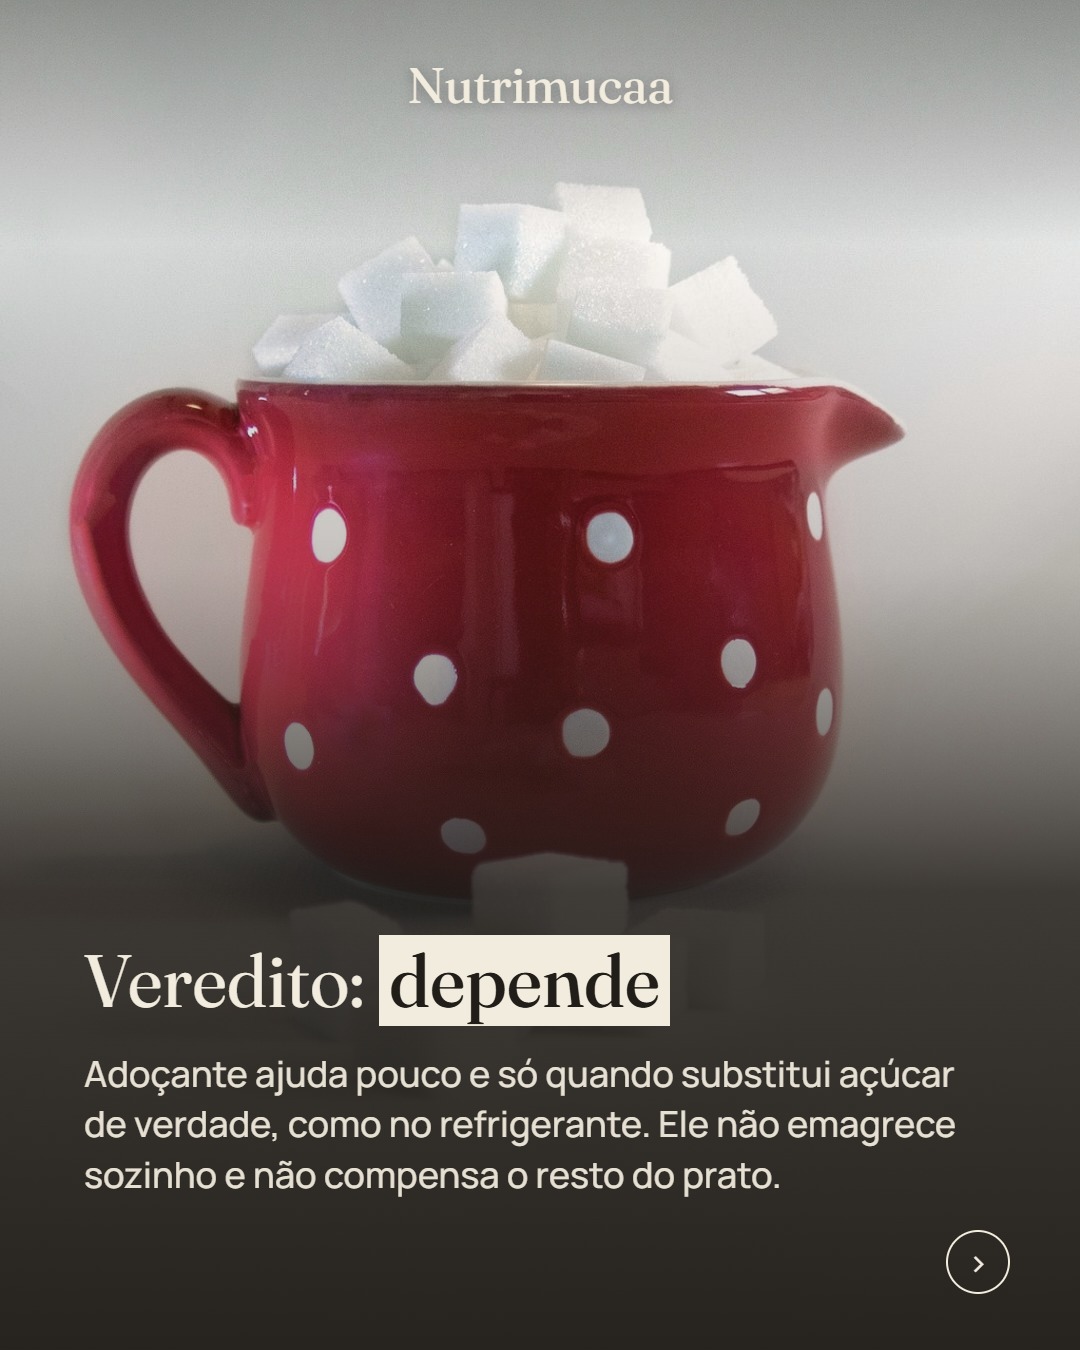 Nutrimucaa
Veredito: depende
Adoçante ajuda pouco e só quando substitui açúcar
de verdade, como no refrigerante. Ele não emagrece
sozinho e não compensa o resto do prato.